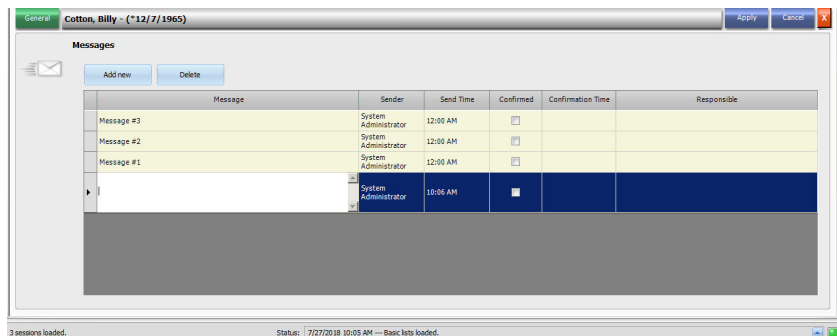 General Cotton, Billy - (*12/7/1965) Apply Cancel X
Messages
Add new Delete
Message Sender Send Time Confirmed Confirmation Time Responsible
Message #3 System Administrator 12:00 AM
Message #2 System Administrator 12:00 AM
Message #1 System Administrator 12:00 AM
System Administrator 10:06 AM
3 sessions loaded. Status: 7/27/2018 10:05 AM --- Basic lists loaded.